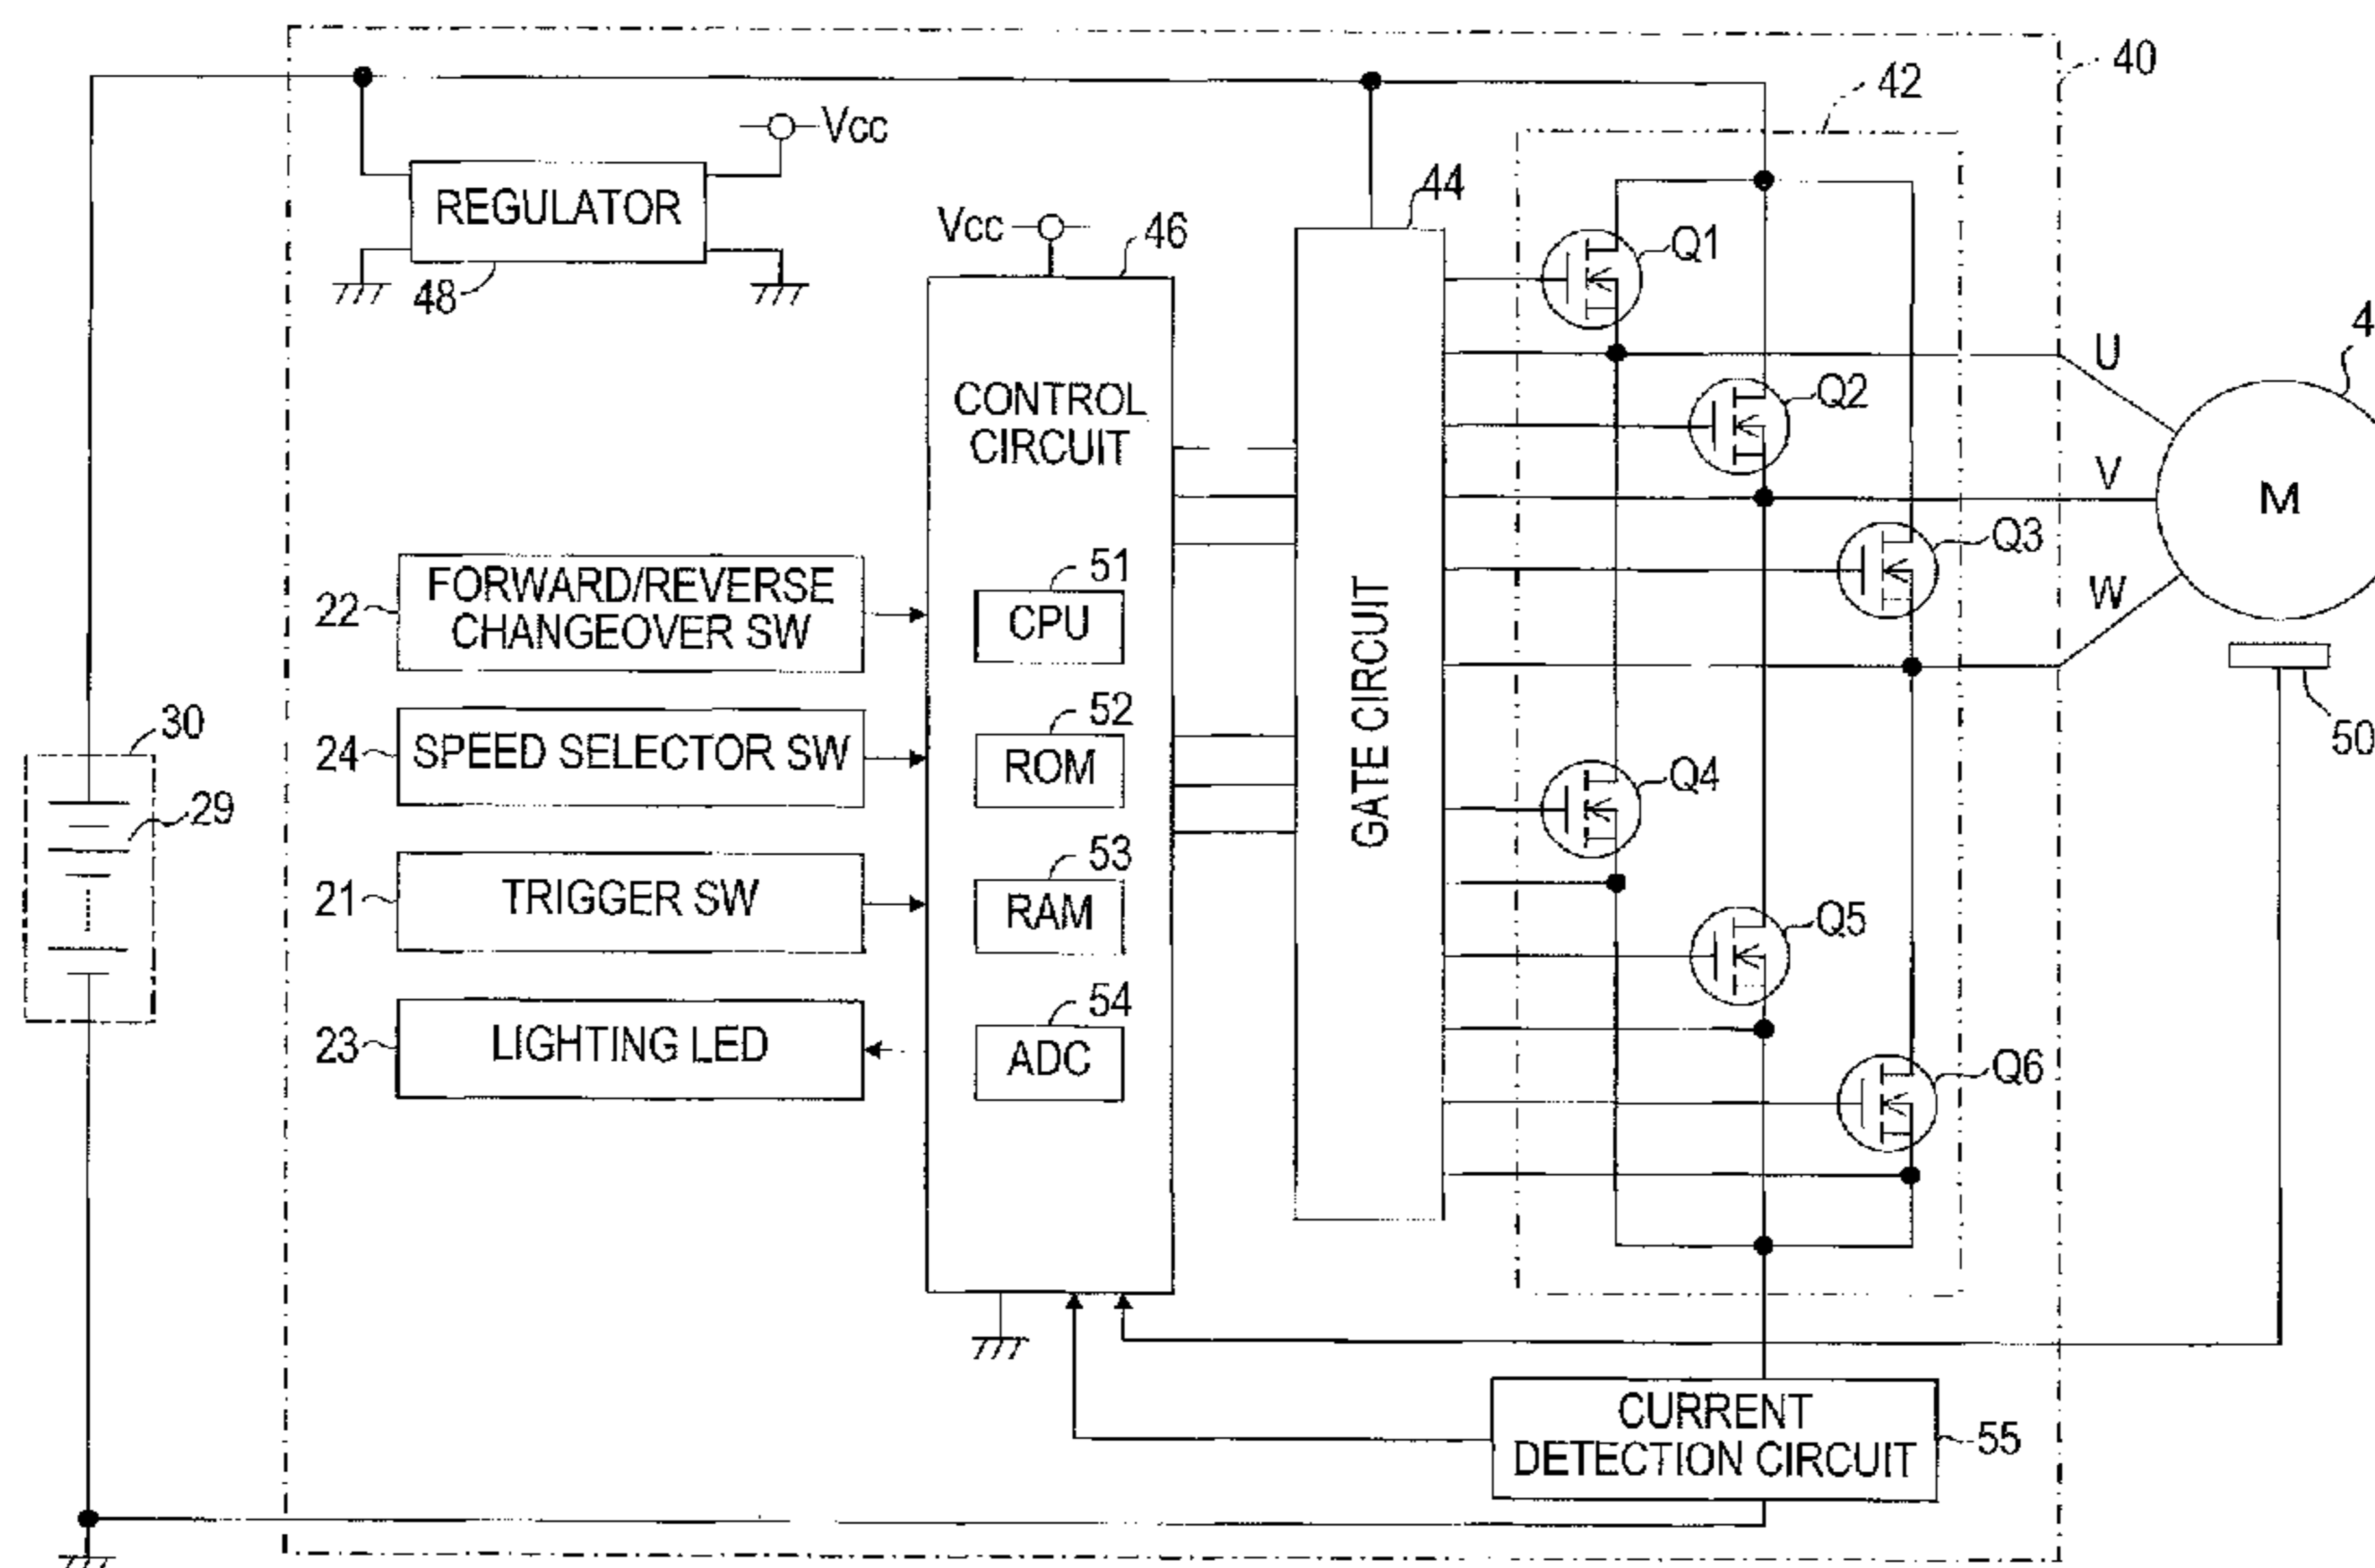 40
42
Vcc
REGULATOR
48
Vcc
46
44
Q1
4
U
CONTROL
CIRCUIT
Q2
V
M
22
FORWARD/REVERSE
CHANGEOVER SW
51
CPU
GATE CIRCUIT
Q3
W
50
30
29
24
SPEED SELECTOR SW
52
ROM
Q4
21
TRIGGER SW
53
RAM
Q5
23
LIGHTING LED
54
ADC
Q6
CURRENT
DETECTION CIRCUIT
55